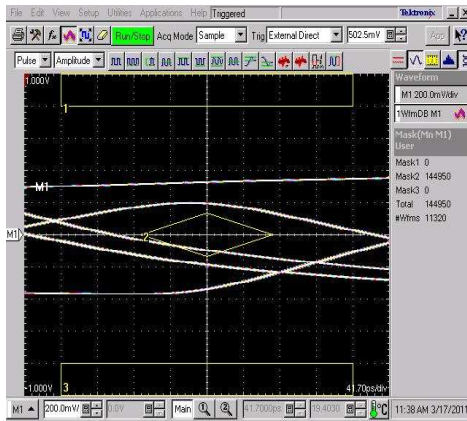 File Edit View Setup Utilities Applications Help Triggered Tektronix
Run/Stop Acq Mode Sample Trig External Direct 502.5mV App
Pulse Amplitude
1.000V
1
Waveform
M1 200.0mV/div
1WfmDB M1
Mask(Mn M1)
User
Mask1 0
Mask2 144950
Mask3 0
Total 144950
#Wfms 11320
M1
M1
2
-1.000V
3
41.70ps/div
M1 200.0mV 0.0V Main 41.7000ps 19.4030 °C 11:38 AM 3/17/2011